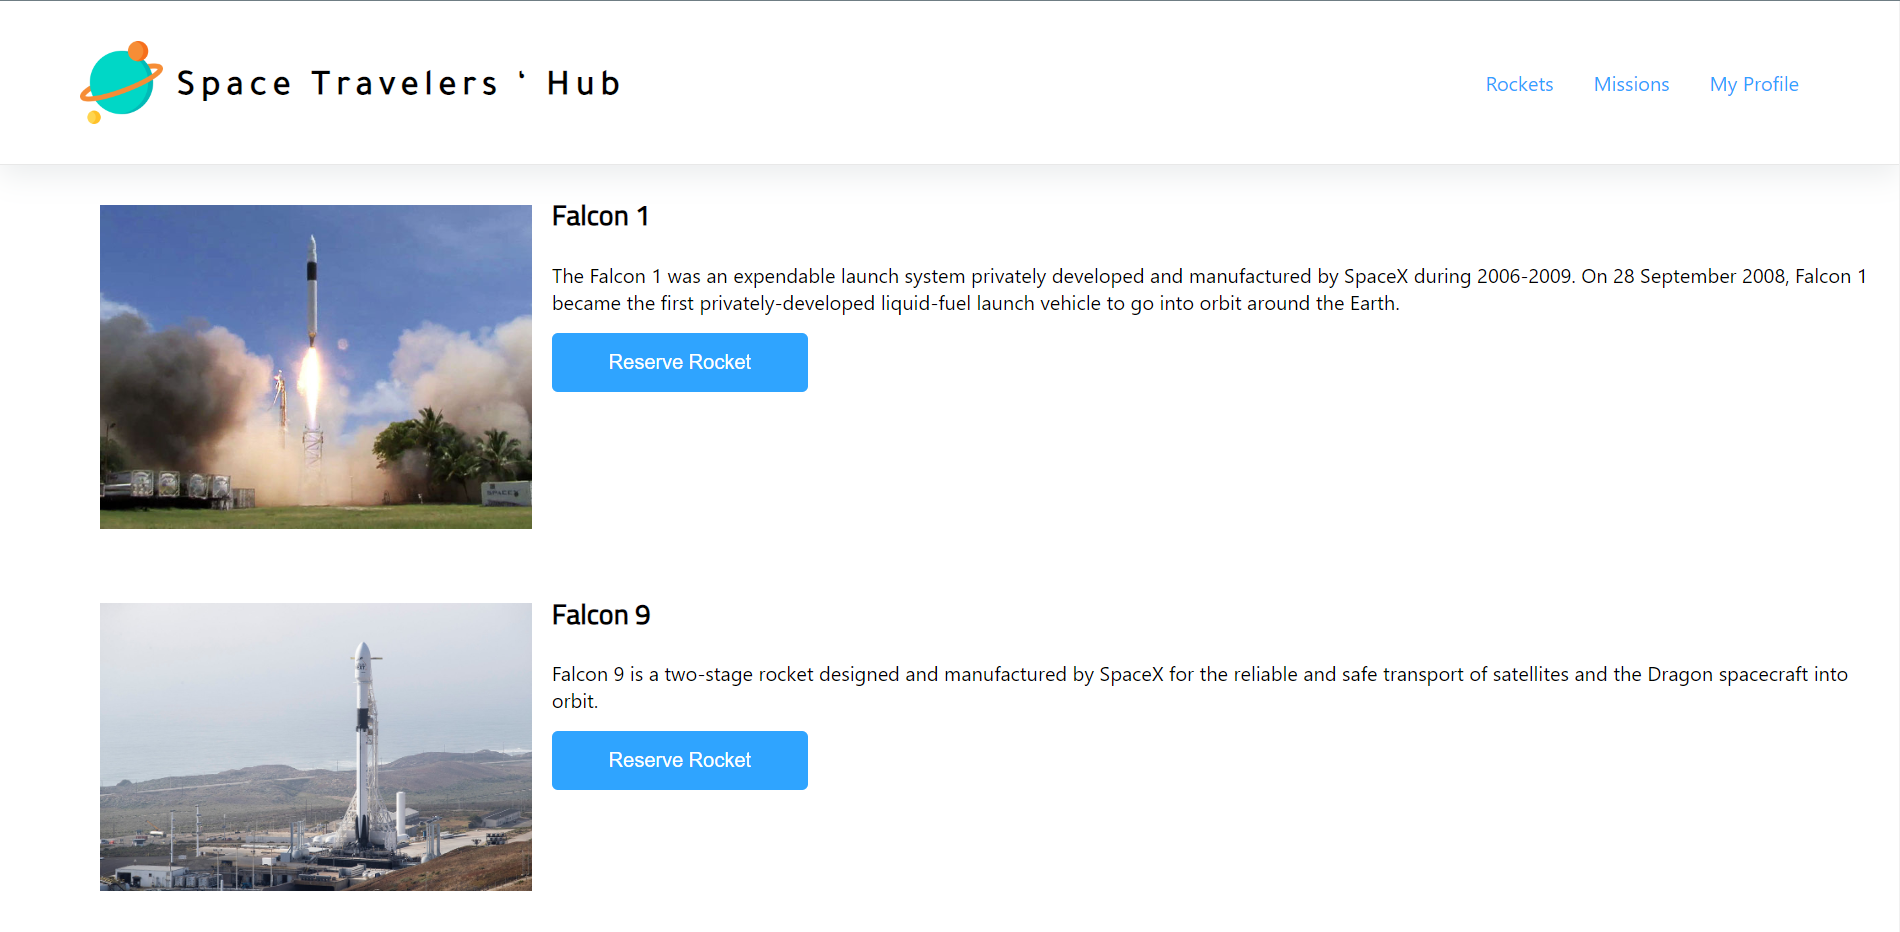 Space Travelers ‘ Hub
Rockets Missions My Profile
Falcon 1
The Falcon 1 was an expendable launch system privately developed and manufactured by SpaceX during 2006-2009. On 28 September 2008, Falcon 1
became the first privately-developed liquid-fuel launch vehicle to go into orbit around the Earth.
Reserve Rocket
Falcon 9
Falcon 9 is a two-stage rocket designed and manufactured by SpaceX for the reliable and safe transport of satellites and the Dragon spacecraft into
orbit.
Reserve Rocket